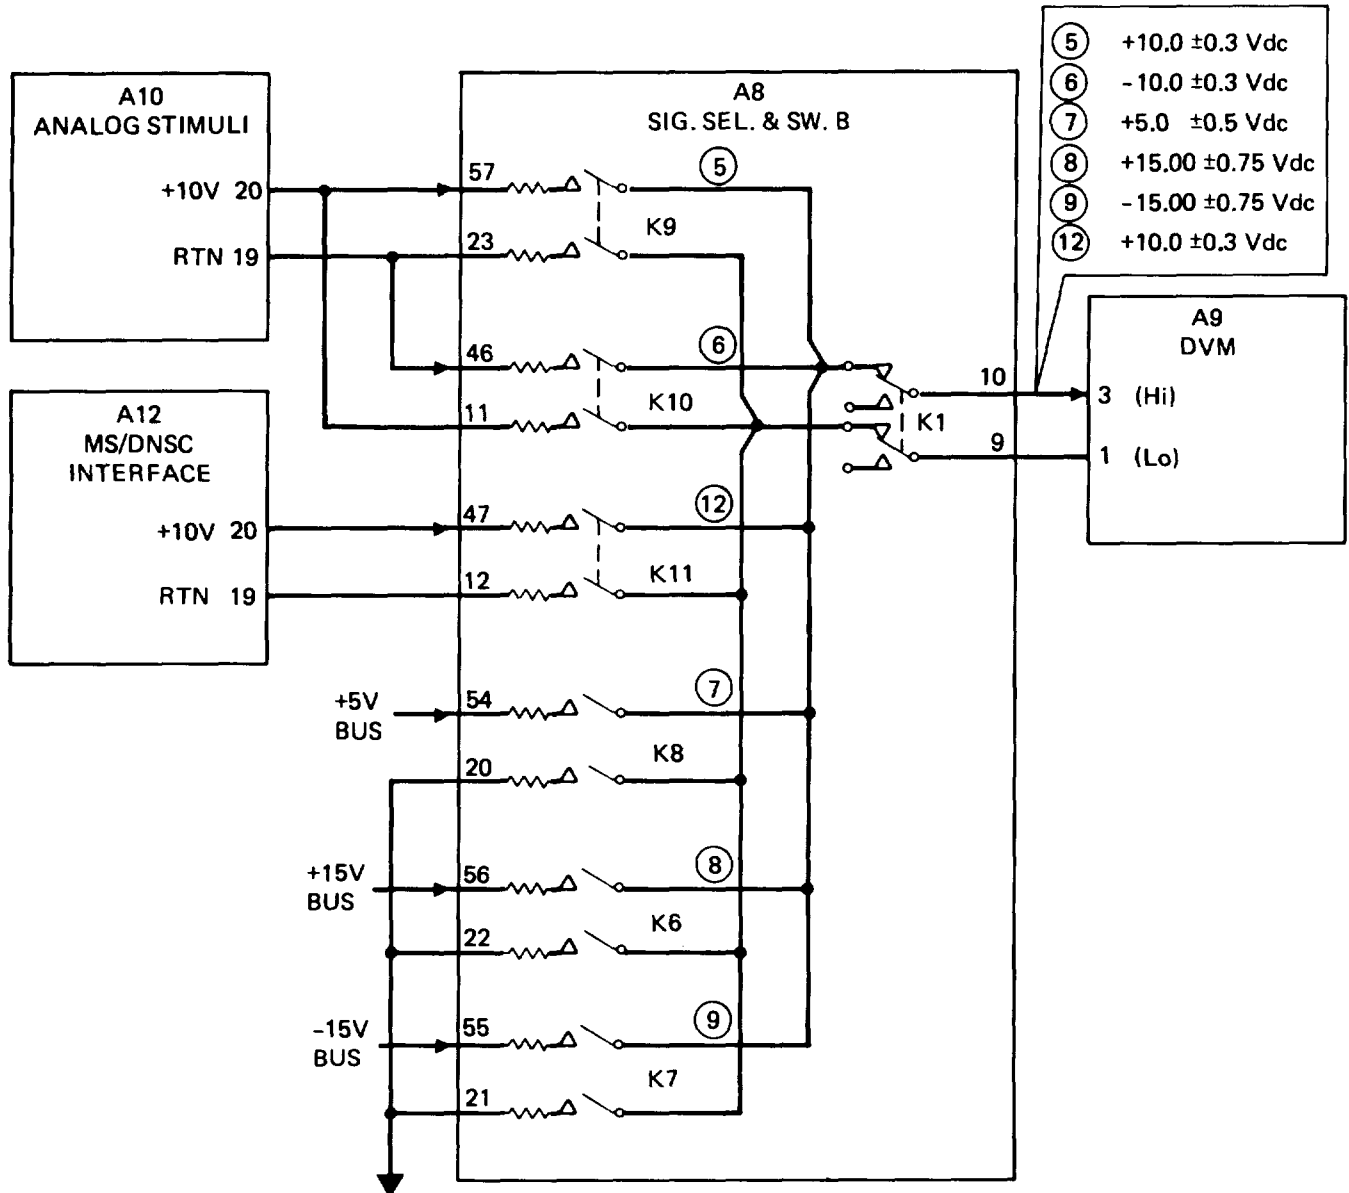 5 +10.0 ±0.3 Vdc
6 -10.0 ±0.3 Vdc
7 +5.0 ±0.5 Vdc
8 +15.00 ±0.75 Vdc
9 -15.00 ±0.75 Vdc
12 +10.0 ±0.3 Vdc
A10
ANALOG STIMULI
+10V 20
RTN 19
A8
SIG. SEL. & SW. B
57
5
K9
23
46
6
K10
11
K1
10
9
A9
DVM
3 (Hi)
1 (Lo)
A12
MS/DNSC
INTERFACE
+10V 20
RTN 19
47
12
K11
12
+5V
BUS
54
7
K8
20
+15V
BUS
56
8
K6
22
-15V
BUS
55
9
K7
21